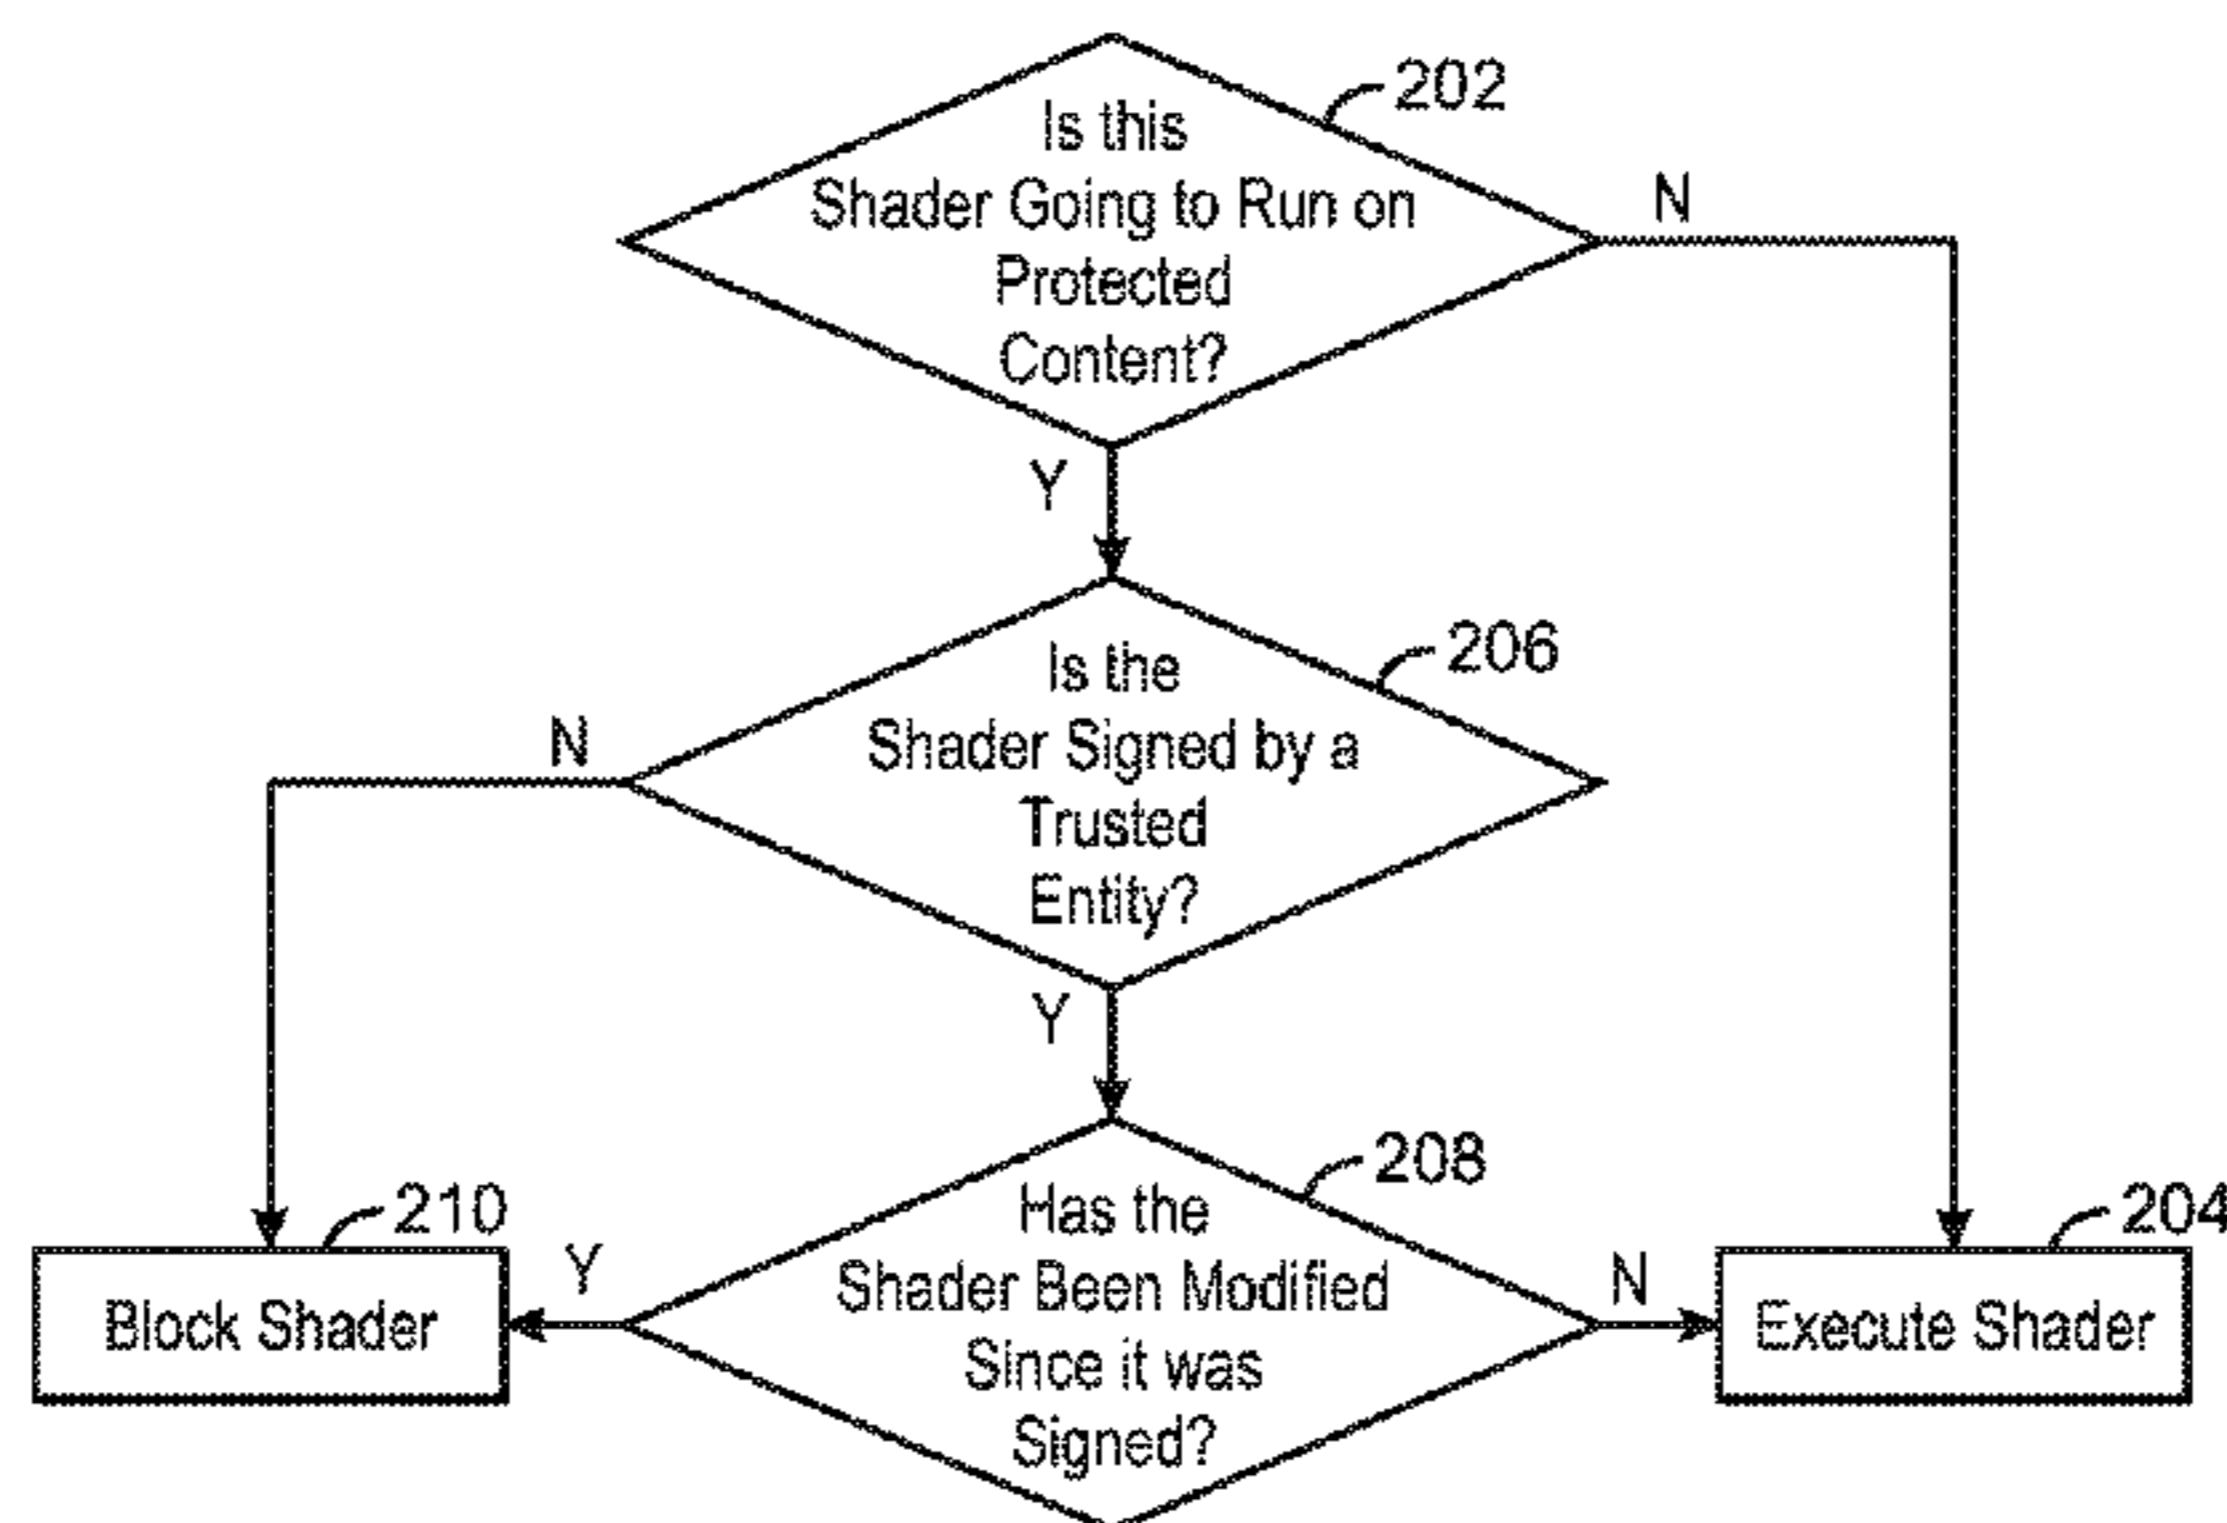 202
Is this
Shader Going to Run on
Protected
Content?
N
Y
206
Is the
Shader Signed by a
Trusted
Entity?
N
Y
208
Has the
Shader Been Modified
Since it was
Signed?
Y
N
210
Block Shader
204
Execute Shader